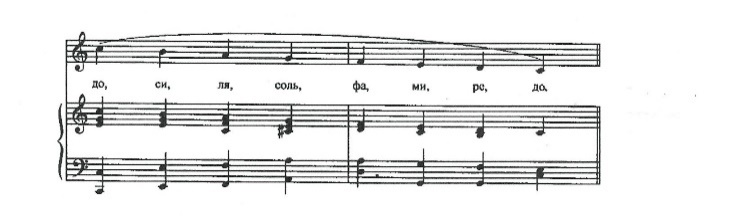 до, си, ля, соль, фа, ми, ре, до.